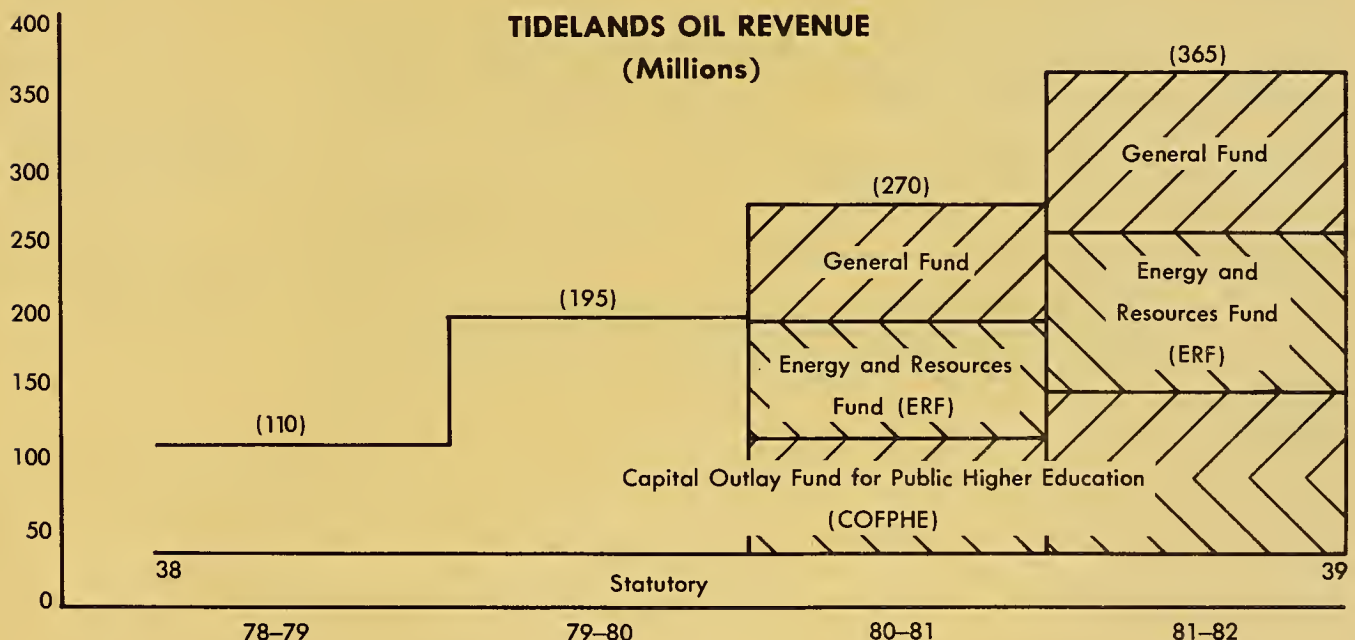 TIDELANDS OIL REVENUE
(Millions)
400
350
300
250
200
150
100
50
0
(110)
(195)
(270)
(365)
General Fund
Energy and Resources
Fund (ERF)
General Fund
Energy and
Resources Fund
(ERF)
Capital Outlay Fund for Public Higher Education
(COFPHE)
38
Statutory
39
78–79
79–80
80–81
81–82